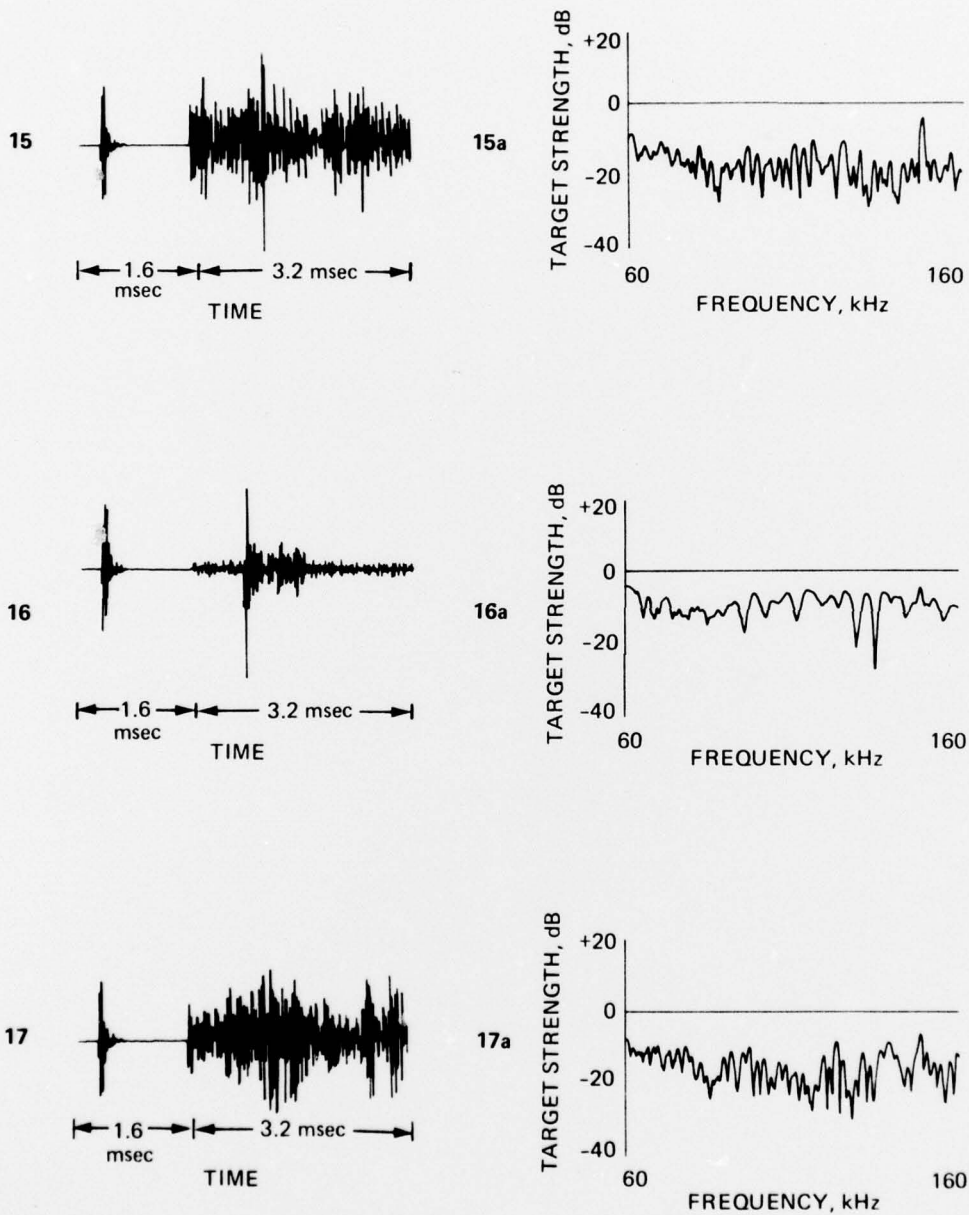 15
1.6 msec
3.2 msec
TIME
15a
TARGET STRENGTH, dB
+20
0
-20
-40
60
160
FREQUENCY, kHz
16
1.6 msec
3.2 msec
TIME
16a
TARGET STRENGTH, dB
+20
0
-20
-40
60
160
FREQUENCY, kHz
17
1.6 msec
3.2 msec
TIME
17a
TARGET STRENGTH, dB
+20
0
-20
-40
60
160
FREQUENCY, kHz